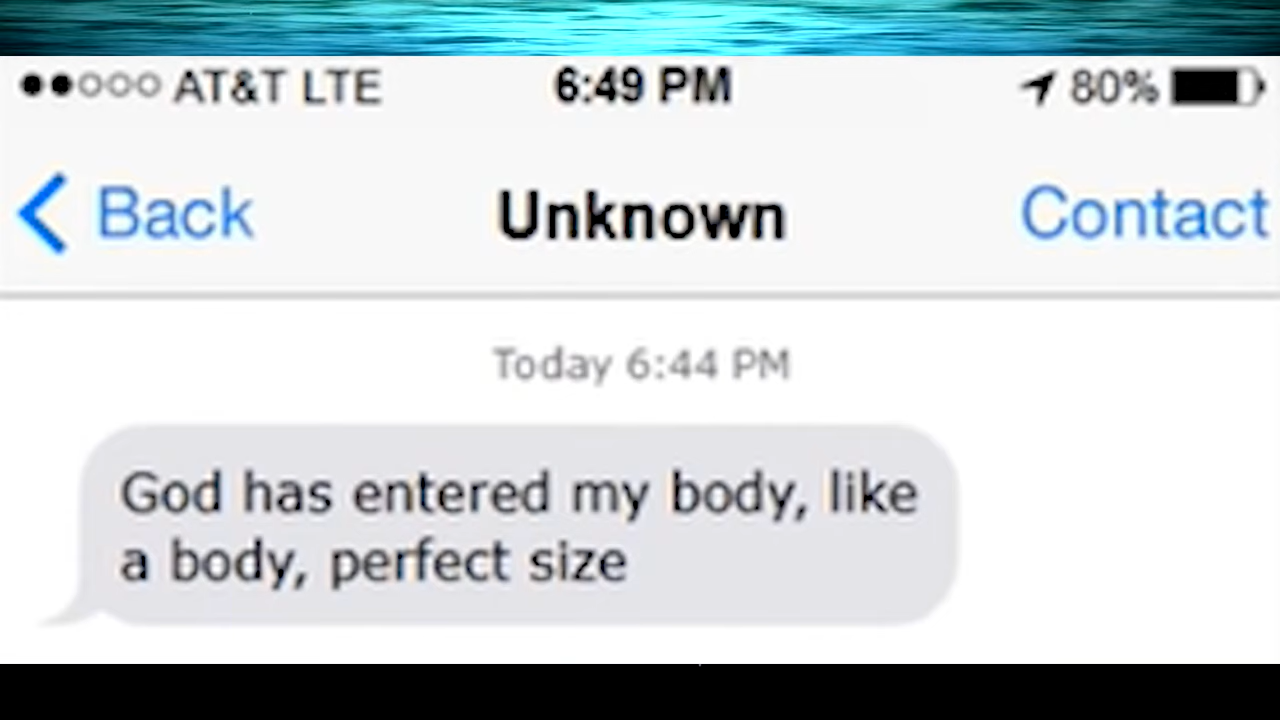 AT&T LTE 6:49 PM 80%
Back Unknown Contact
Today 6:44 PM
God has entered my body, like
a body, perfect size